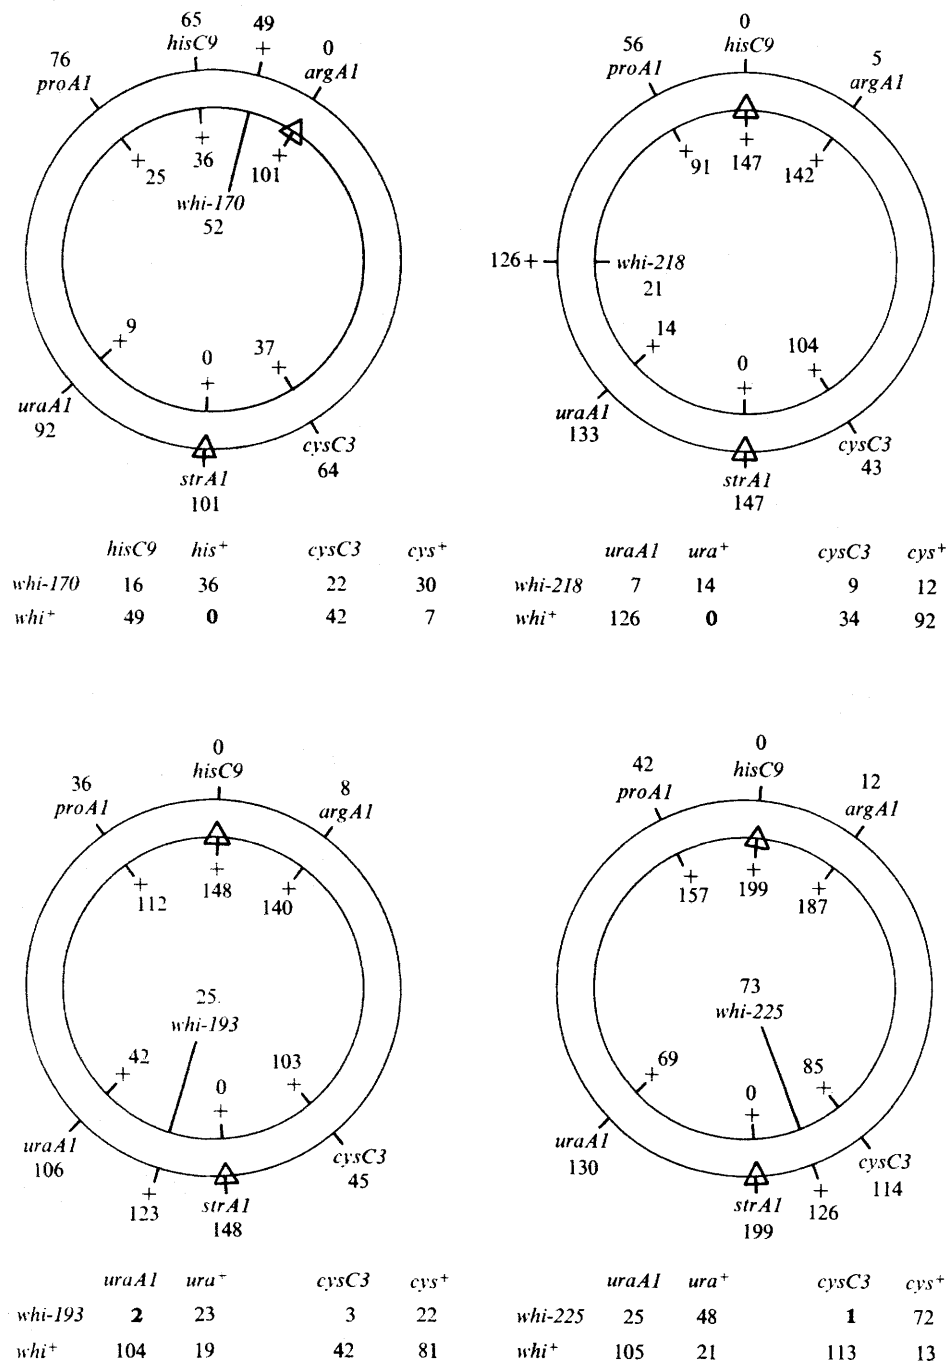 65 49
hisC9 + 0
76 argA1
proA1
+ + +
25 36 101
whi-170
52
9
+ 0 37
+ +
uraA1
92
cysC3
64
strA1
101
0
56 hisC9 5
proA1 argA1
+ + +
91 147 142
126+ whi-218
21
14
+ 0 104
+ +
uraA1
133
cysC3
43
strA1
147
hisC9 his+ cysC3 cys+
whi-170 16 36 22 30
whi+ 49 0 42 7
uraA1 ura+ cysC3 cys+
whi-218 7 14 9 12
whi+ 126 0 34 92
0
36 hisC9 8
proA1 argA1
+ + +
112 148 140
25.
whi-193
42 103
+ 0 +
+
uraA1
106
cysC3
45
+
123
strA1
148
0
42 hisC9 12
proA1 argA1
+ + +
157 199 187
73
whi-225
69 85
+ 0 +
+
uraA1
130
cysC3
114
+
126
strA1
199
uraA1 ura+ cysC3 cys+
whi-193 2 23 3 22
whi+ 104 19 42 81
uraA1 ura+ cysC3 cys+
whi-225 25 48 1 72
whi+ 105 21 113 13